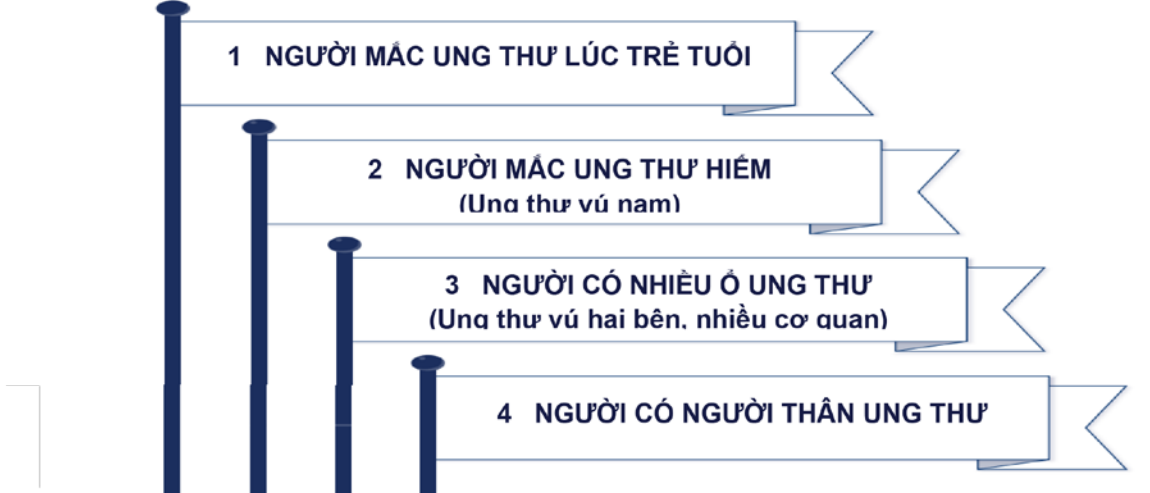 1 NGƯỜI MẮC UNG THƯ LÚC TRẺ TUỔI
2 NGƯỜI MẮC UNG THƯ HIẾM
(Ung thư vú nam)
3 NGƯỜI CÓ NHIỀU Ổ UNG THƯ
(Ung thư vú hai bên, nhiều cơ quan)
4 NGƯỜI CÓ NGƯỜI THÂN UNG THƯ